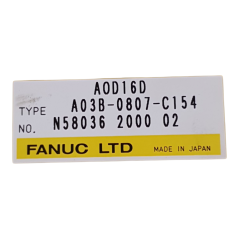 AOD16D
TYPE A03B-0807-C154
NO. N58036 2000 02
FANUC LTD MADE IN JAPAN